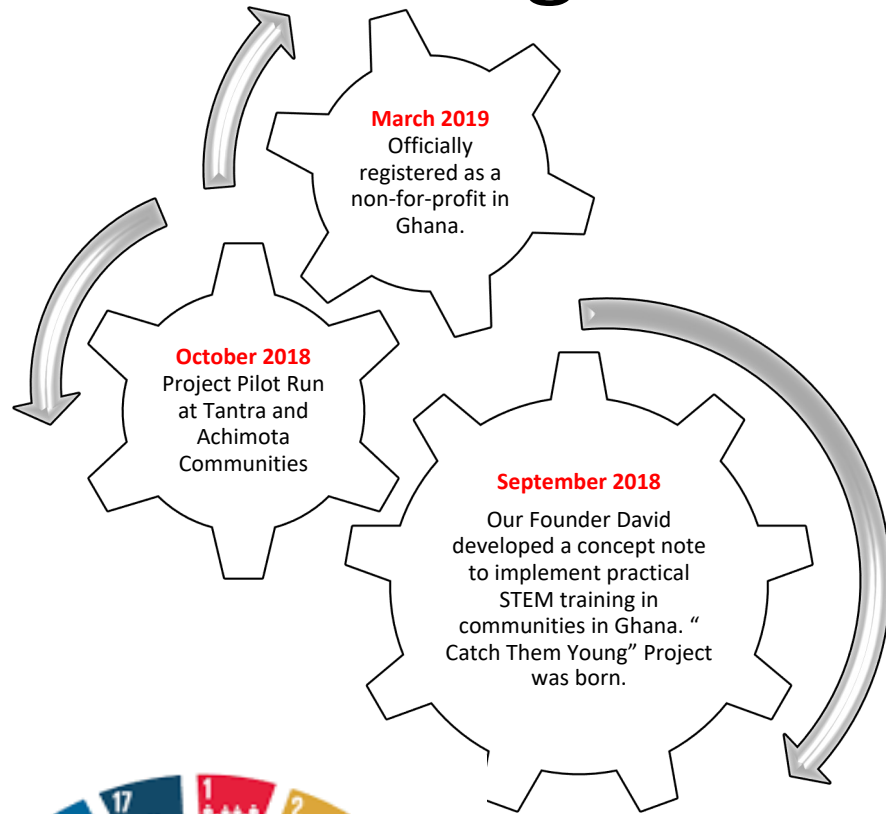 March 2019
Officially
registered as a
non-for-profit in
Ghana.
October 2018
Project Pilot Run
at Tantra and
Achimota
Communities
September 2018
Our Founder David
developed a concept note
to implement practical
STEM training in
communities in Ghana. “
Catch Them Young” Project
was born.
17
1
2